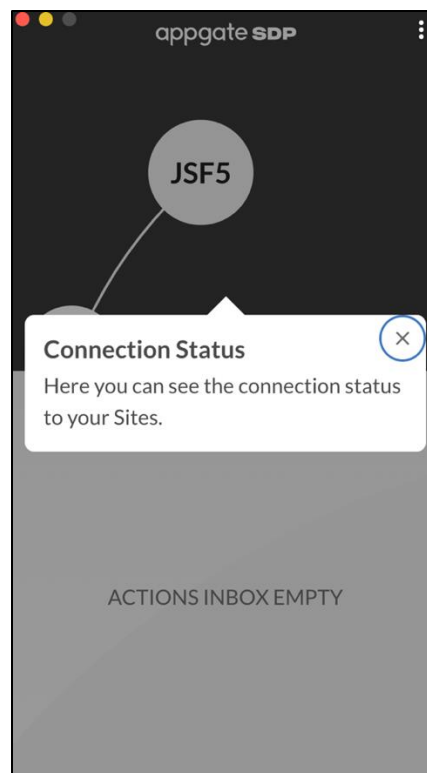 appgate SDP
JSF5
Connection Status
Here you can see the connection status
to your Sites.
ACTIONS INBOX EMPTY